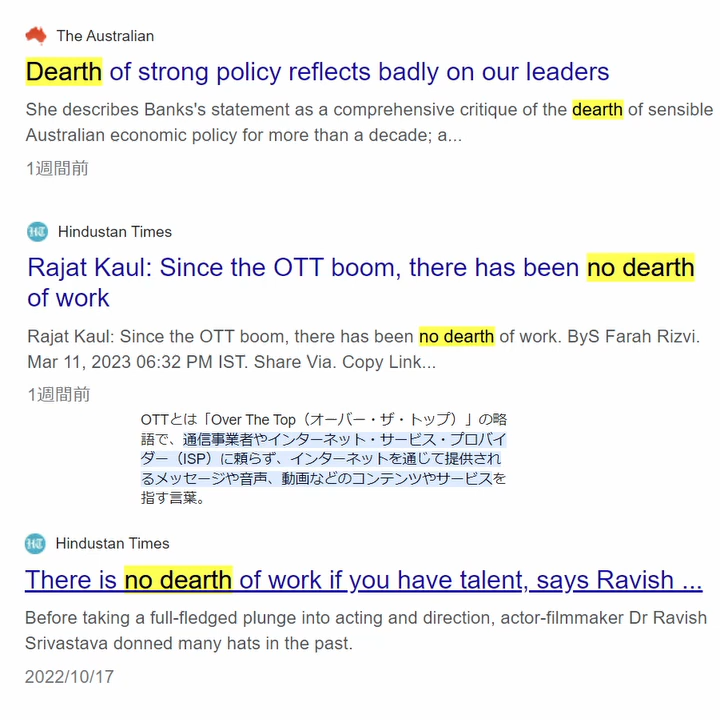 The Australian
Dearth of strong policy reflects badly on our leaders
She describes Banks's statement as a comprehensive critique of the dearth of sensible
Australian economic policy for more than a decade; a...
1週間前
HT
Hindustan Times
Rajat Kaul: Since the OTT boom, there has been no dearth
of work
Rajat Kaul: Since the OTT boom, there has been no dearth of work. ByS Farah Rizvi.
Mar 11, 2023 06:32 PM IST. Share Via. Copy Link...
1週間前
OTTとは「Over The Top（オーバー・ザ・トップ）」の略
語で、通信事業者やインターネット・サービス・プロバイ
ダー（ISP）に頼らず、インターネットを通じて提供され
るメッセージや音声、動画などのコンテンツやサービスを
指す言葉。
HT
Hindustan Times
There is no dearth of work if you have talent, says Ravish ...
Before taking a full-fledged plunge into acting and direction, actor-filmmaker Dr Ravish
Srivastava donned many hats in the past.
2022/10/17